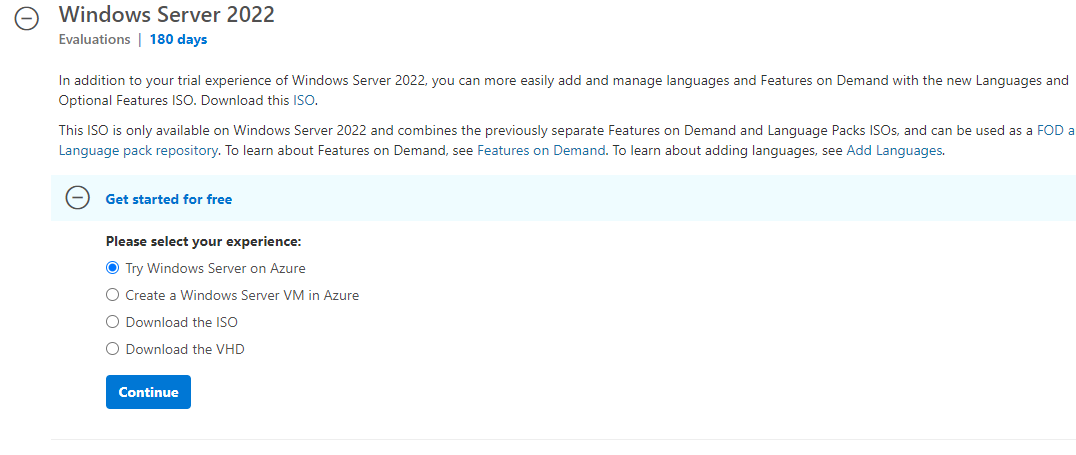 Windows Server 2022
Evaluations | 180 days
In addition to your trial experience of Windows Server 2022, you can more easily add and manage languages and Features on Demand with the new Languages and
Optional Features ISO. Download this ISO.
This ISO is only available on Windows Server 2022 and combines the previously separate Features on Demand and Language Packs ISOs, and can be used as a FOD a
Language pack repository. To learn about Features on Demand, see Features on Demand. To learn about adding languages, see Add Languages.
Get started for free
Please select your experience:
Try Windows Server on Azure
Create a Windows Server VM in Azure
Download the ISO
Download the VHD
Continue